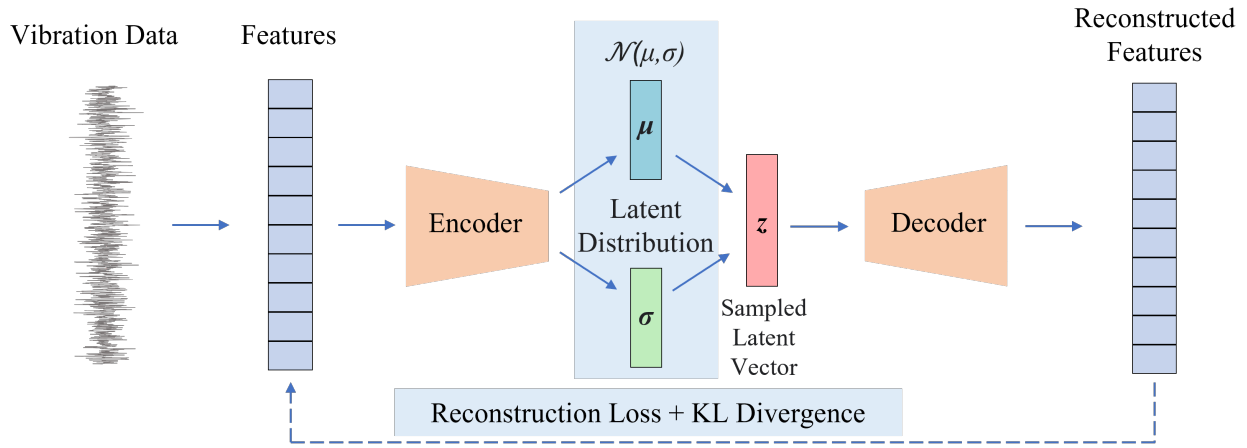 Vibration Data
Features
Reconstructed
Features
𝒩(μ,σ)
μ
Encoder
Latent
Distribution
z
Decoder
σ
Sampled
Latent
Vector
Reconstruction Loss + KL Divergence